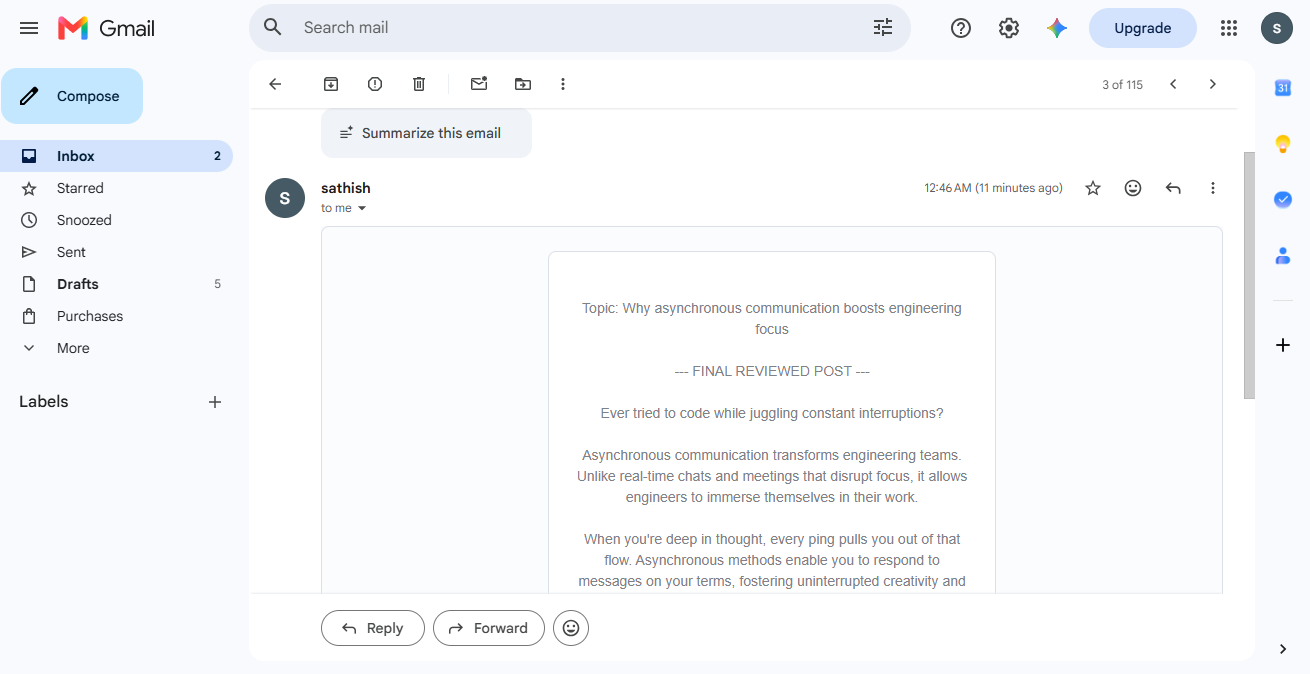 Gmail
Search mail
Upgrade
S
Compose
3 of 115
31
Inbox 2
Starred
Snoozed
Sent
Drafts 5
Purchases
More
Labels
Summarize this email
S
sathish
12:46 AM (11 minutes ago)
to me
Topic: Why asynchronous communication boosts engineering
focus
--- FINAL REVIEWED POST ---
Ever tried to code while juggling constant interruptions?
Asynchronous communication transforms engineering teams.
Unlike real-time chats and meetings that disrupt focus, it allows
engineers to immerse themselves in their work.
When you're deep in thought, every ping pulls you out of that
flow. Asynchronous methods enable you to respond to
messages on your terms, fostering uninterrupted creativity and
Reply
Forward